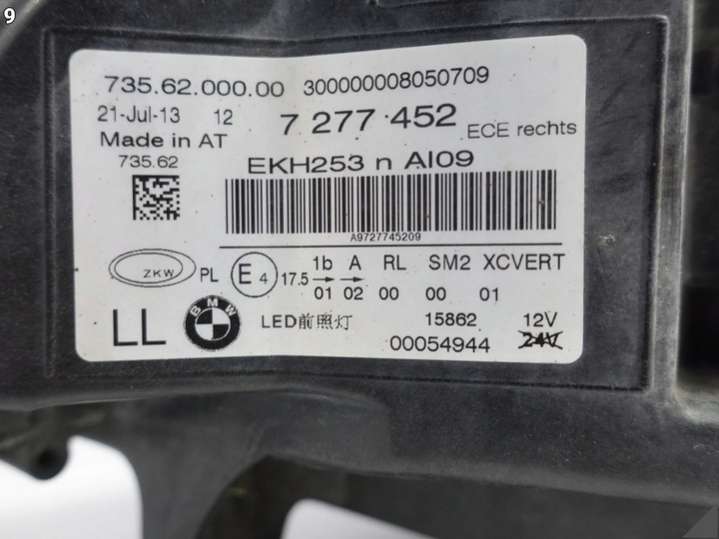 9
735.62.000.00 300000008050709
21-Jul-13 12 7 277 452 ECE rechts
Made in AT
735.62 EKH253 n AI09
A9727745209
ZKW PL E4 17.5 1b → A → RL SM2 XCVERT
01 02 00 00 01
LL BMW LED前照灯 15862 12V
00054944 24V